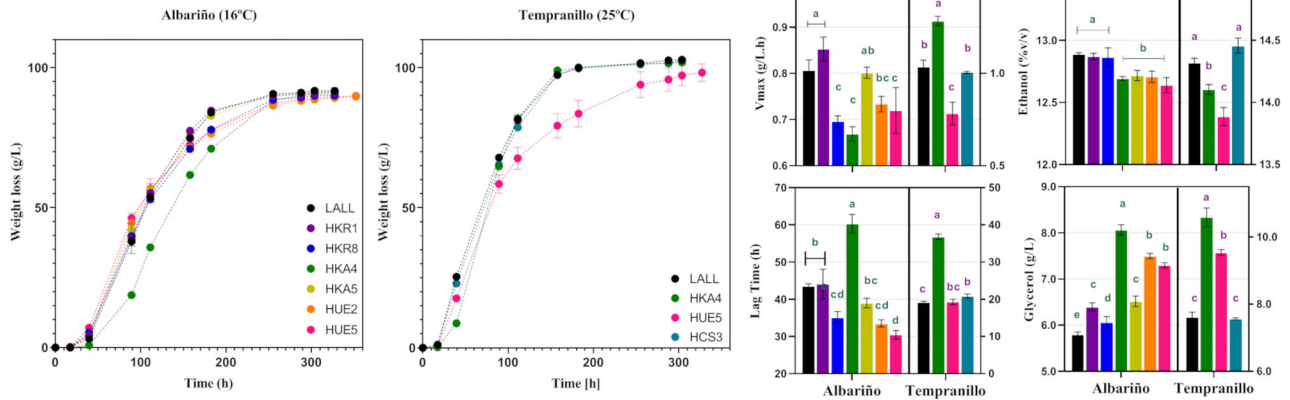 Albariño (16ºC)
Weight loss (g/L)
100
50
0
0 100 200 300
Time (h)
LALL
HKR1
HKR8
HKA4
HKA5
HUE2
HUE5
Tempranillo (25ºC)
Weight loss (g/L)
100
50
0
0 100 200 300
Time [h]
LALL
HKA4
HUE5
HCS3
Vmax (g/L.h)
0.9
0.8
0.7
0.6
a
c
c
ab
bc
c
b
a
c
b
1.0
0.5
Ethanol (%v/v)
13.0
12.5
12.0
a
b
a
b
c
a
14.5
14.0
13.5
Lag Time (h)
70
60
50
40
30
20
b
cd
a
bc
cd
d
c
a
bc
b
50
40
30
20
10
0
Albariño Tempranillo
Glycerol (g/L)
9.0
8.0
7.0
6.0
5.0
e
c
d
a
c
b
b
c
a
b
c
10.0
8.0
6.0
Albariño Tempranillo